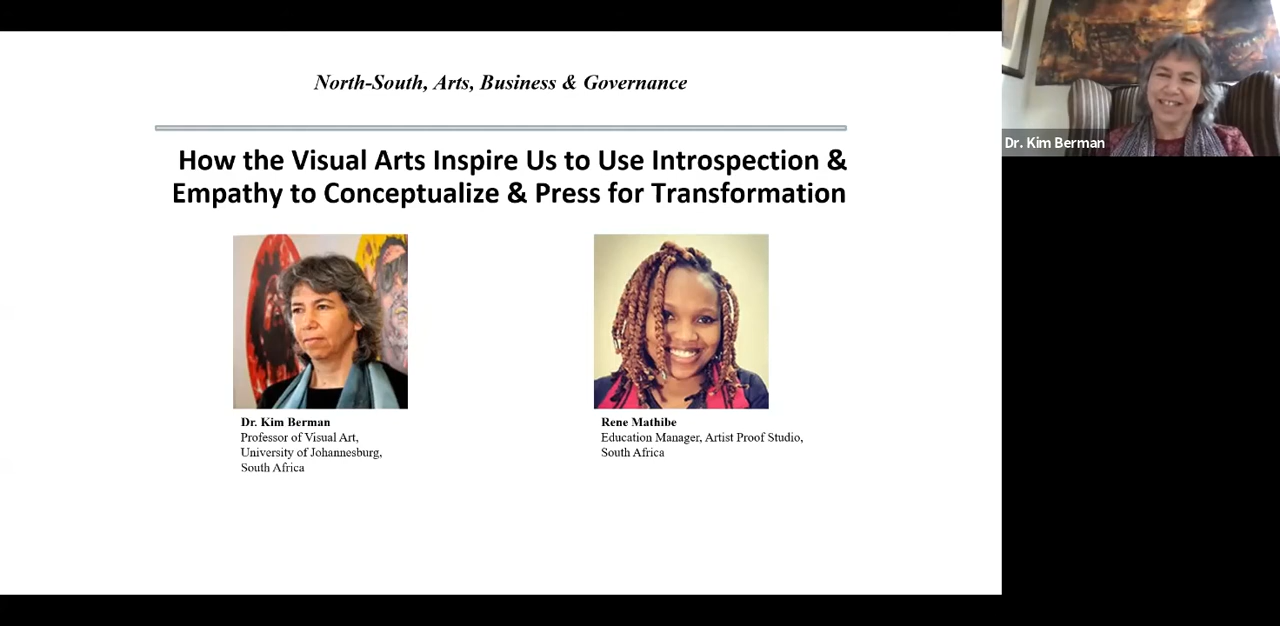 North-South, Arts, Business & Governance
How the Visual Arts Inspire Us to Use Introspection &
Empathy to Conceptualize & Press for Transformation
Dr. Kim Berman
Professor of Visual Art,
University of Johannesburg,
South Africa
Rene Mathibe
Education Manager, Artist Proof Studio,
South Africa
Dr. Kim Berman